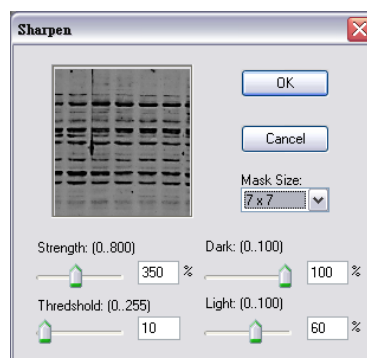 Sharpen
OK
Cancel
Mask Size:
7 x 7
Strength: (0..800)
350 %
Dark: (0..100)
100 %
Thredshold: (0..255)
10
Light: (0..100)
60 %